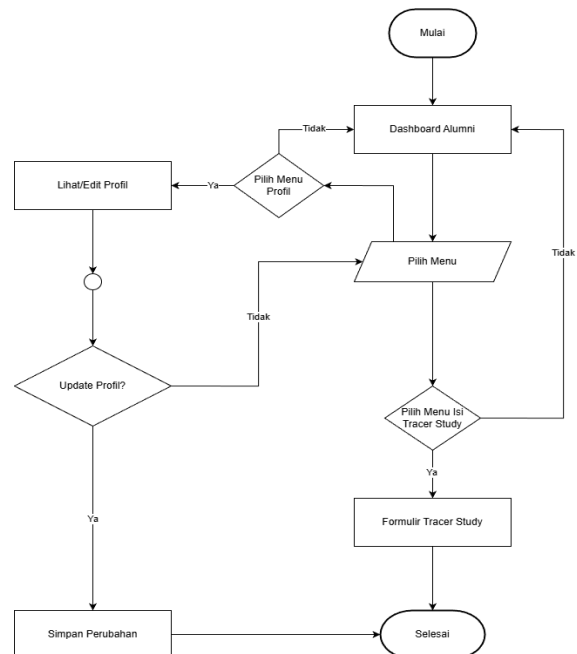 Mulai
Tidak
Dashboard Alumni
Lihat/Edit Profil
Ya
Pilih Menu
Profil
Pilih Menu
Tidak
Tidak
Update Profil?
Pilih Menu Isi
Tracer Study
Ya
Ya
Formulir Tracer Study
Simpan Perubahan
Selesai